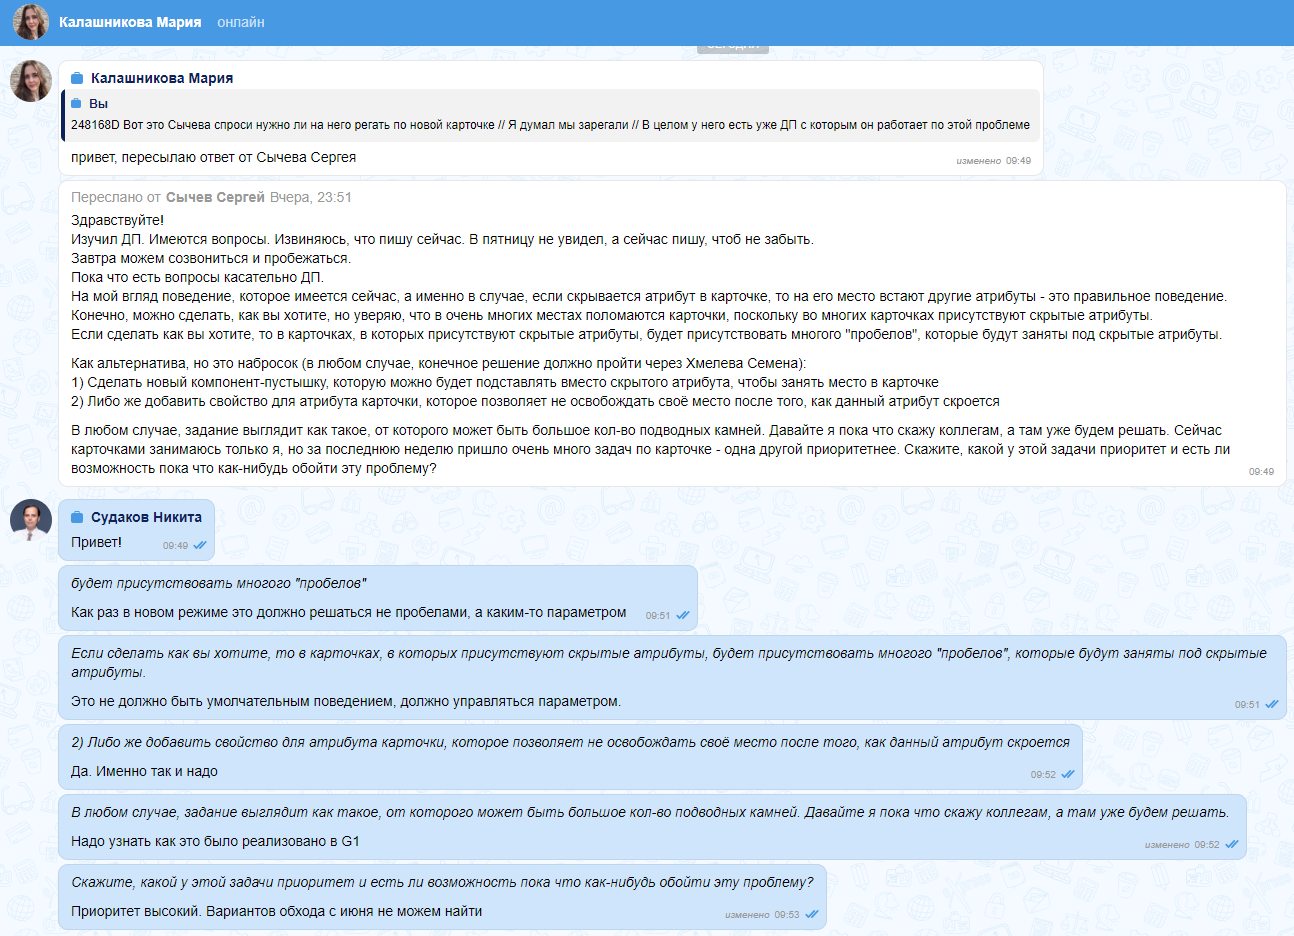 Калашникова Мария онлайн
Калашникова Мария
Вы
248168D Вот это Сычева спроси нужно ли на него регать по новой карточке // Я думал мы зарегали // В целом у него есть уже ДП с которым он работает по этой проблеме
привет, пересылаю ответ от Сычева Сергея
изменено 09:49
Переслано от Сычев Сергей Вчера, 23:51
Здравствуйте!
Изучил ДП. Имеются вопросы. Извиняюсь, что пишу сейчас. В пятницу не увидел, а сейчас пишу, чтоб не забыть.
Завтра можем созвониться и пробежаться.
Пока что есть вопросы касательно ДП.
На мой вгляд поведение, которое имеется сейчас, а именно в случае, если скрывается атрибут в карточке, то на его место встают другие атрибуты - это правильное поведение.
Конечно, можно сделать, как вы хотите, но уверяю, что в очень многих местах поломаются карточки, поскольку во многих карточках присутствуют скрытые атрибуты.
Если сделать как вы хотите, то в карточках, в которых присутствуют скрытые атрибуты, будет присутствовать многого "пробелов", которые будут заняты под скрытые атрибуты.
Как альтернатива, но это набросок (в любом случае, конечное решение должно пройти через Хмелева Семена):
1) Сделать новый компонент-пустышку, которую можно будет подставлять вместо скрытого атрибута, чтобы занять место в карточке
2) Либо же добавить свойство для атрибута карточки, которое позволяет не освобождать своё место после того, как данный атрибут скроется
В любом случае, задание выглядит как такое, от которого может быть большое кол-во подводных камней. Давайте я пока что скажу коллегам, а там уже будем решать. Сейчас
карточками занимаюсь только я, но за последнюю неделю пришло очень много задач по карточке - одна другой приоритетнее. Скажите, какой у этой задачи приоритет и есть ли
возможность пока что как-нибудь обойти эту проблему?
09:49
Судаков Никита
Привет!
09:49
будет присутствовать многого "пробелов"
Как раз в новом режиме это должно решаться не пробелами, а каким-то параметром
09:51
Если сделать как вы хотите, то в карточках, в которых присутствуют скрытые атрибуты, будет присутствовать многого "пробелов", которые будут заняты под скрытые
атрибуты.
Это не должно быть умолчательным поведением, должно управляться параметром.
09:51
2) Либо же добавить свойство для атрибута карточки, которое позволяет не освобождать своё место после того, как данный атрибут скроется
Да. Именно так и надо
09:52
В любом случае, задание выглядит как такое, от которого может быть большое кол-во подводных камней. Давайте я пока что скажу коллегам, а там уже будем решать.
Надо узнать как это было реализовано в G1
изменено 09:52
Скажите, какой у этой задачи приоритет и есть ли возможность пока что как-нибудь обойти эту проблему?
Приоритет высокий. Вариантов обхода с июня не можем найти
изменено 09:53